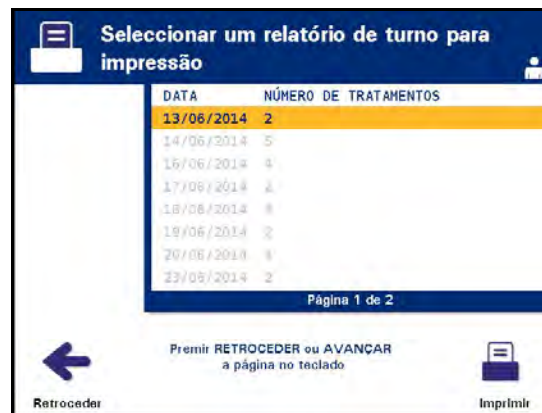 Seleccionar um relatório de turno para
impressão
DATA NÚMERO DE TRATAMENTOS
13/06/2014 2
14/06/2014 5
16/06/2014 4
17/06/2014 2
18/06/2014
19/06/2014 2
20/06/2014
23/06/2014 2
Página 1 de 2
Premir RETROCEDER ou AVANÇAR
a página no teclado
Retroceder
Imprimir